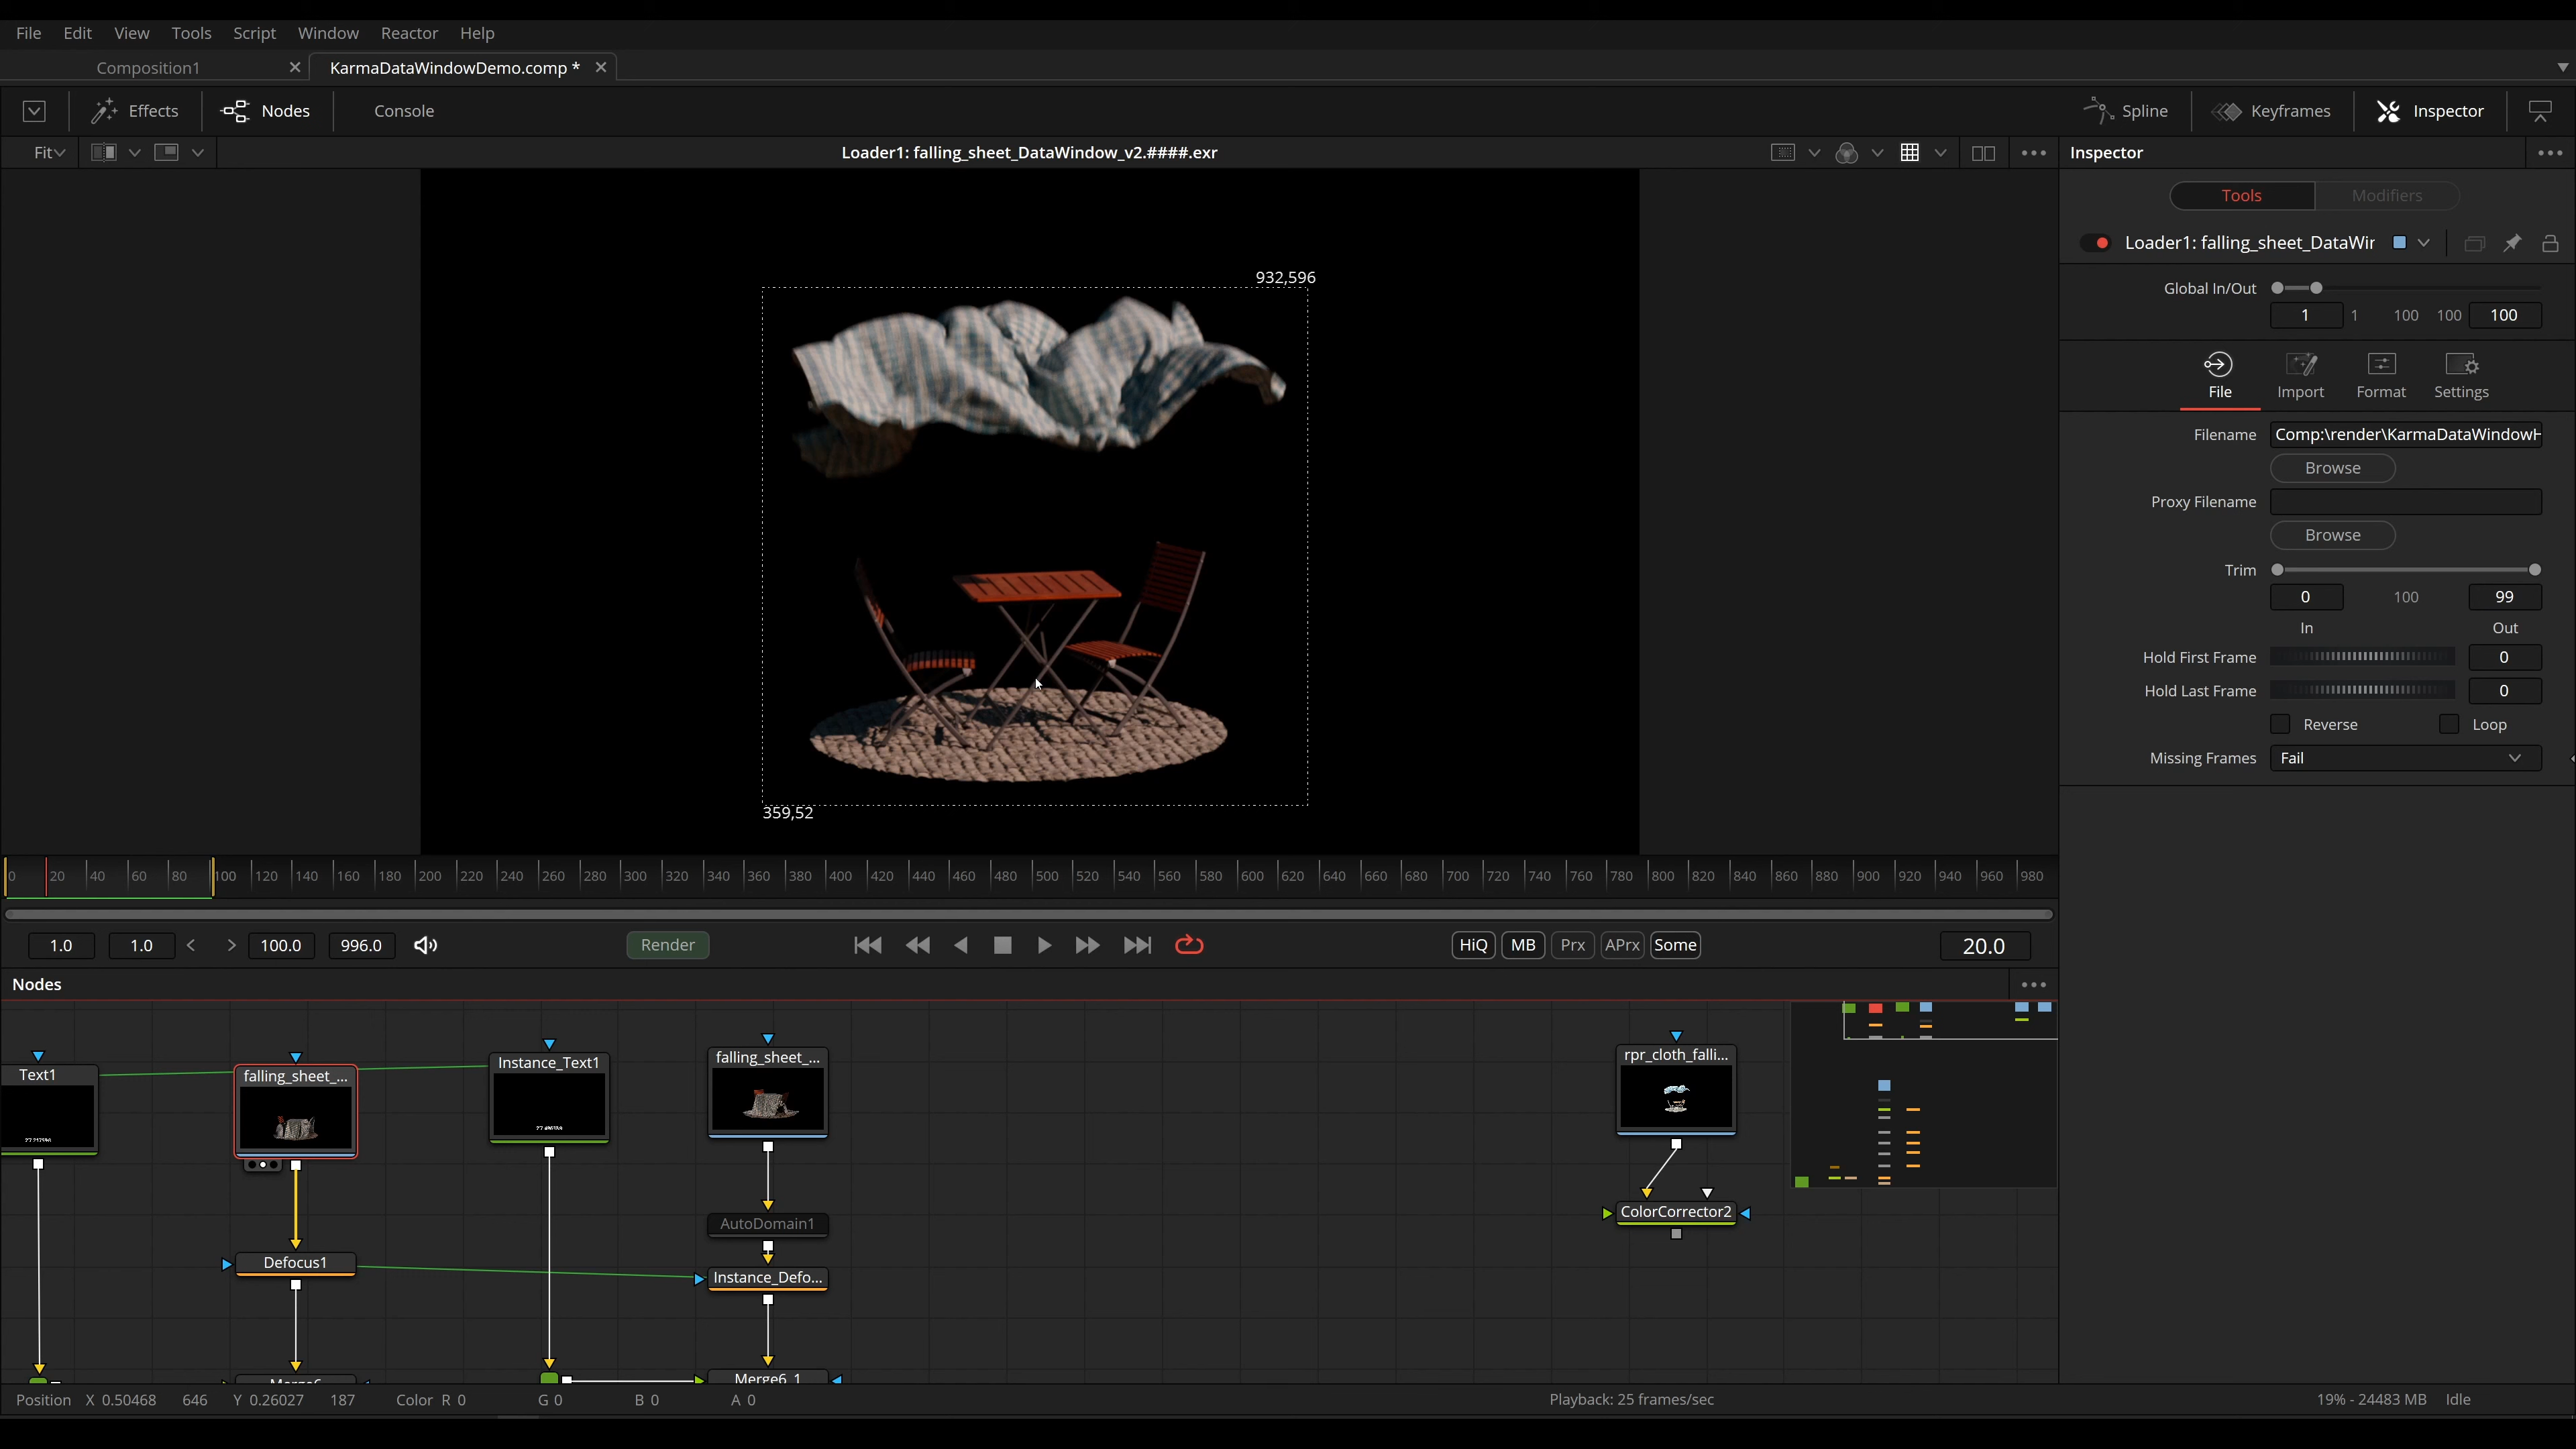 File Edit View Tools Script Window Reactor Help
Composition1 KarmaDataWindowDemo.comp *
Effects Nodes Console Spline Keyframes Inspector
Fit Loader1: falling_sheet_DataWindow_v2.####.exr Inspector
Tools Modifiers
Loader1: falling_sheet_DataWir
932,596
Global In/Out
1 1 100 100 100
File Import Format Settings
Filename Comp:\render\KarmaDataWindowH
Browse
Proxy Filename
Browse
Trim
0 100 99
In Out
Hold First Frame 0
Hold Last Frame 0
Reverse Loop
Missing Frames Fail
359,52
0 20 40 60 80 100 120 140 160 180 200 220 240 260 280 300 320 340 360 380 400 420 440 460 480 500 520 540 560 580 600 620 640 660 680 700 720 740 760 780 800 820 840 860 880 900 920 940 960 980
1.0 1.0 100.0 996.0 Render HiQ MB Prx APrx Some 20.0
Nodes
Text1 falling_sheet_... Instance_Text1 falling_sheet_... rpr_cloth_falli...
AutoDomain1 ColorCorrector2
Defocus1 Instance_Defo...
Merge6_1
Position X 0.50468 646 Y 0.26027 187 Color R 0 G 0 B 0 A 0 Playback: 25 frames/sec 19% - 24483 MB Idle